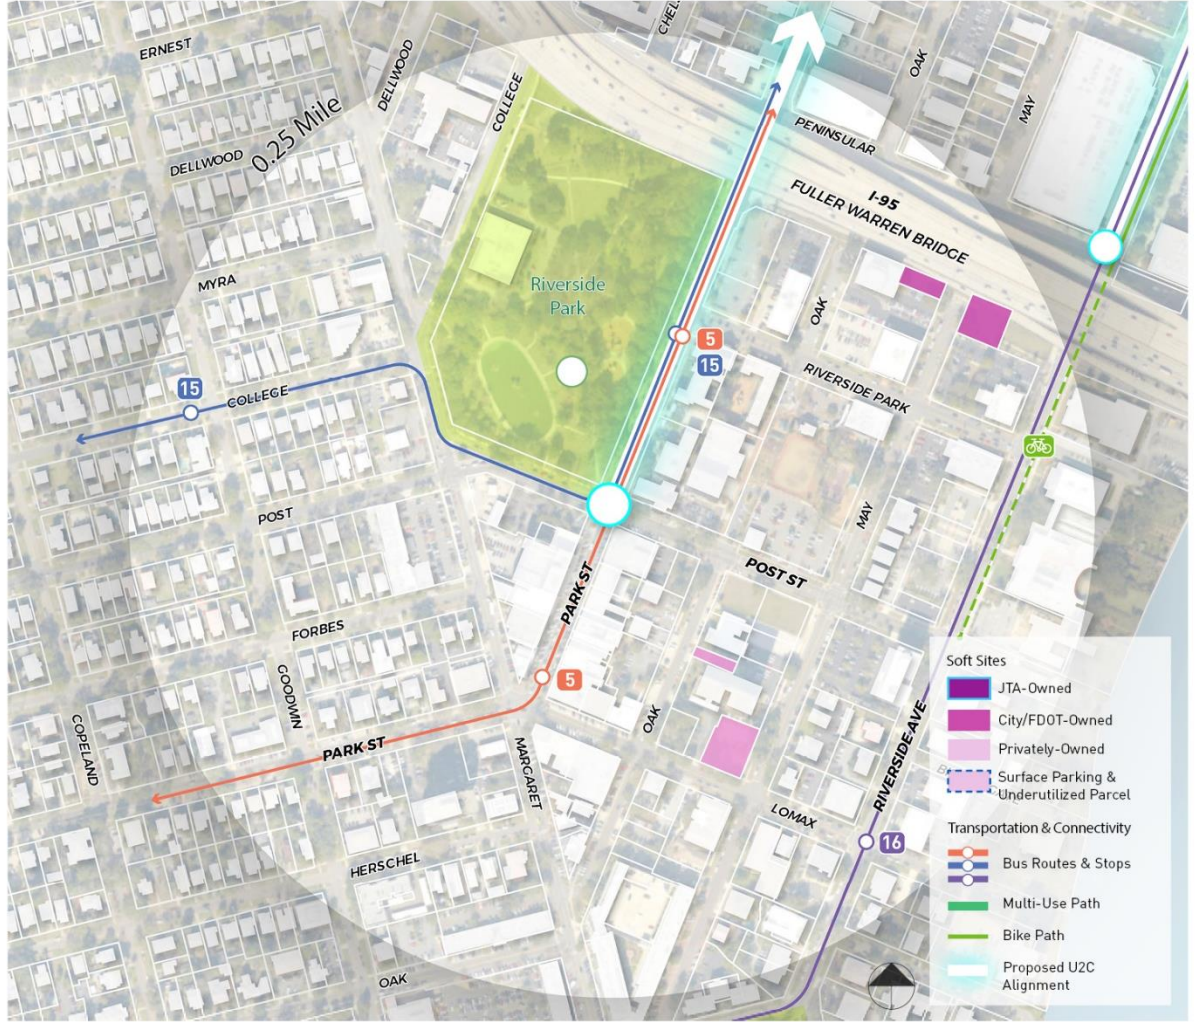 ERNEST
DELLWOOD
COLLEGE
OAK
MAY
0.25 Mile
DELLWOOD
PENINSULAR
I-95
FULLER WARREN BRIDGE
MYRA
Riverside
Park
OAK
5
15
15
COLLEGE
RIVERSIDE PARK
POST
MAY
POST ST
PARK ST
FORBES
GOODWIN
5
OAK
COPELAND
PARK ST
MARGARET
RIVERSIDE AVE
LOMAX
16
HERSCHEL
OAK
Soft Sites
JTA-Owned
City/FDOT-Owned
Privately-Owned
Surface Parking &
Underutilized Parcel
Transportation & Connectivity
Bus Routes & Stops
Multi-Use Path
Bike Path
Proposed U2C
Alignment